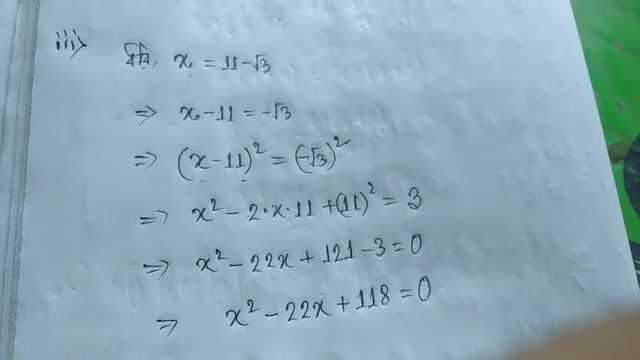 iii> ধরি, x = 11-√3
⇒ x-11 = -√3
⇒ (x-11)² = (-√3)²
⇒ x² - 2·x·11 + (11)² = 3
⇒ x² - 22x + 121 - 3 = 0
⇒ x² - 22x + 118 = 0